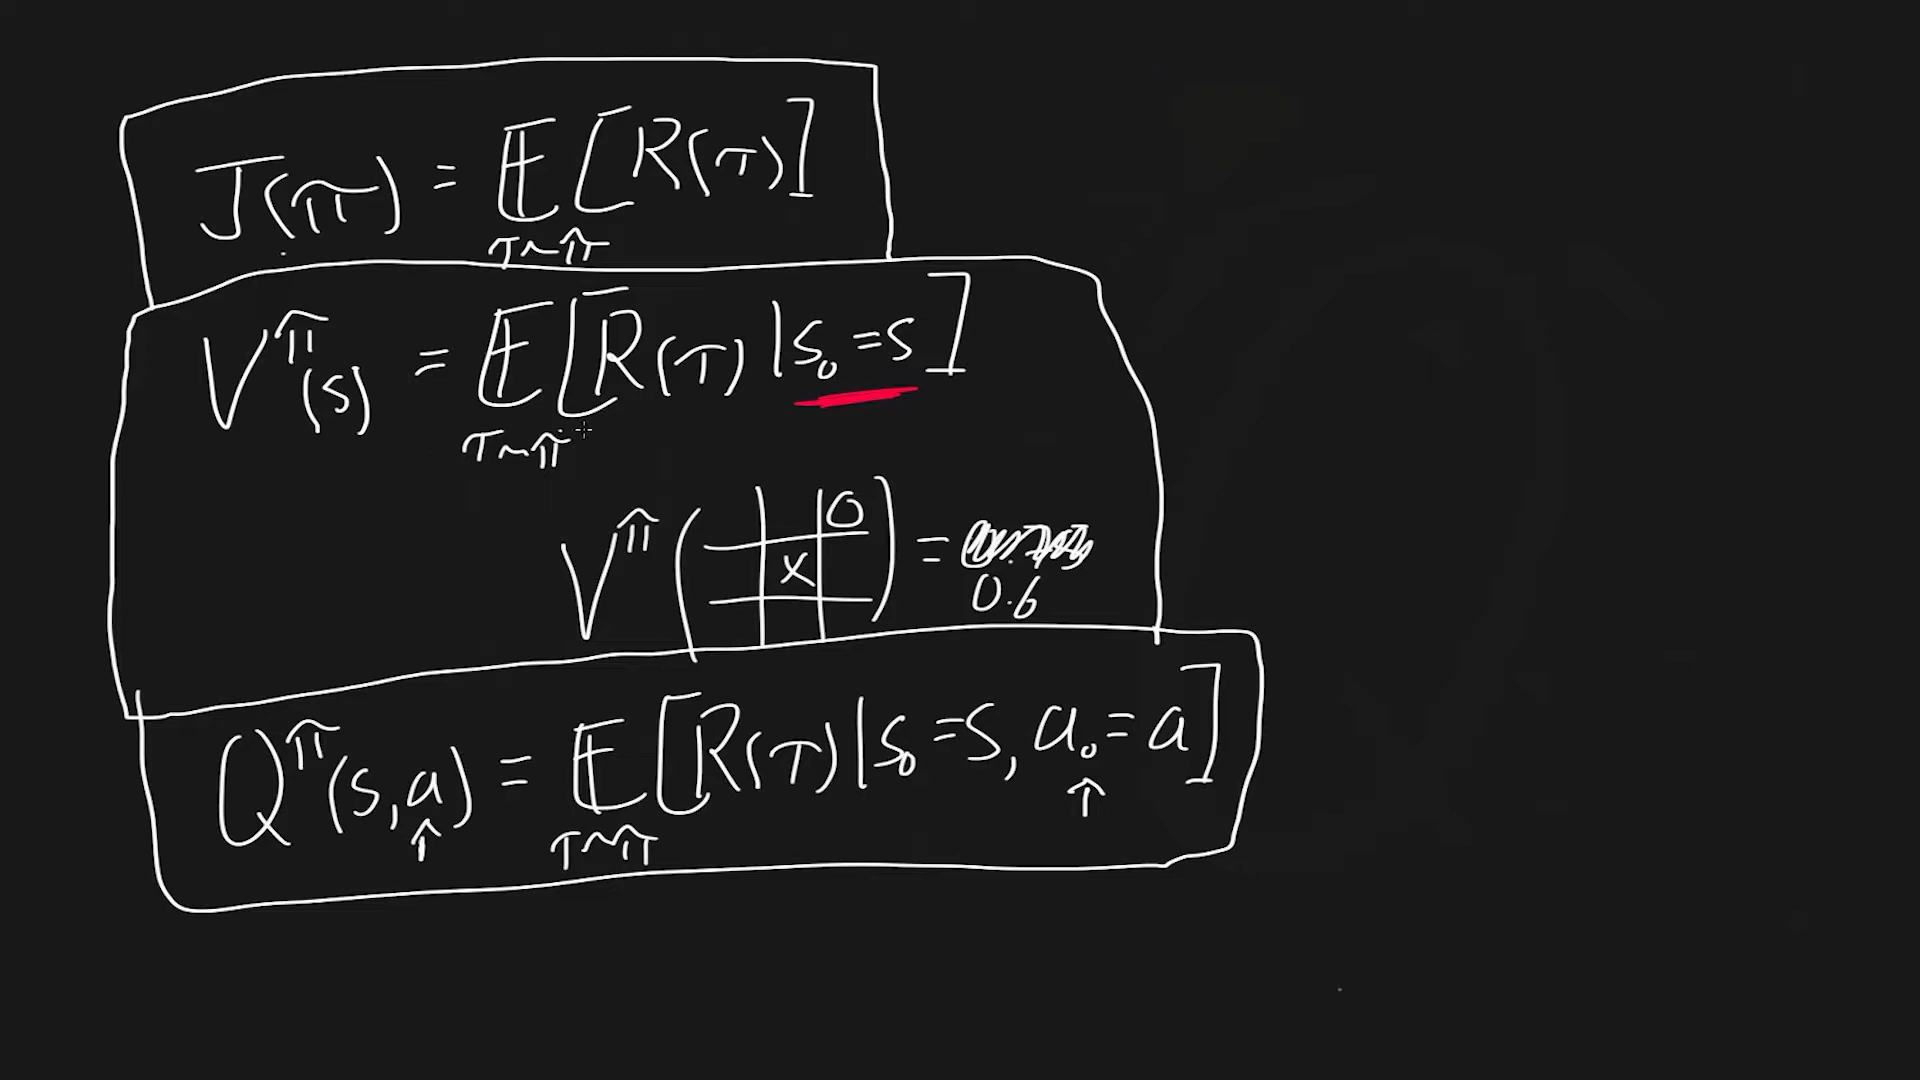 J(π) = 𝔼[R(τ)]
τ~π
V^π(s) = 𝔼[R(τ)|s₀=s]
τ~π
O
V^π( X ) =
0.6
Q^π(s,a) = 𝔼[R(τ)|s₀=s, a₀=a]
↑ ↑
τ~π